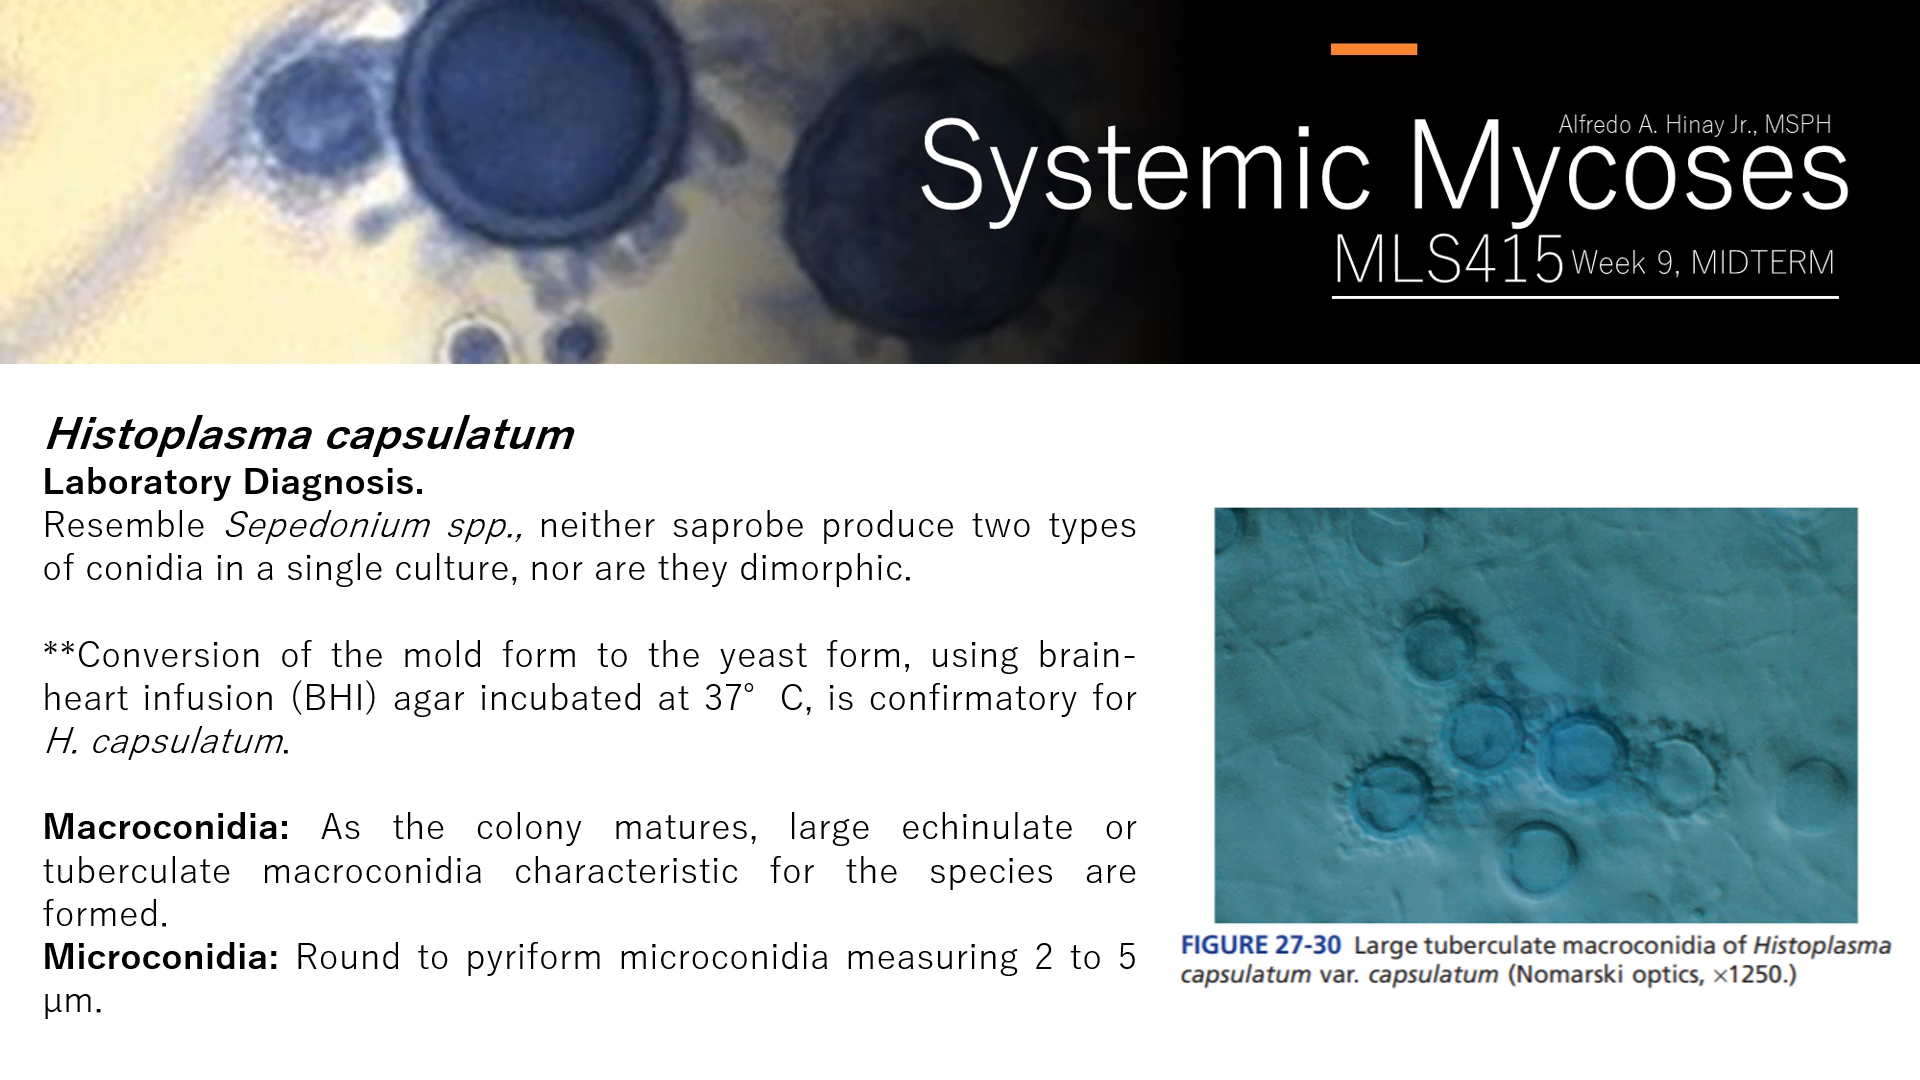 Alfredo A. Hinay Jr., MSPH
Systemic Mycoses
MLS415 Week 9, MIDTERM
Histoplasma capsulatum
Laboratory Diagnosis.
Resemble Sepedonium spp., neither saprobe produce two types
of conidia in a single culture, nor are they dimorphic.
**Conversion of the mold form to the yeast form, using brain-
heart infusion (BHI) agar incubated at 37° C, is confirmatory for
H. capsulatum.
Macroconidia: As the colony matures, large echinulate or
tuberculate macroconidia characteristic for the species are
formed.
Microconidia: Round to pyriform microconidia measuring 2 to 5
µm.
FIGURE 27-30 Large tuberculate macroconidia of Histoplasma
capsulatum var. capsulatum (Nomarski optics, ×1250.)